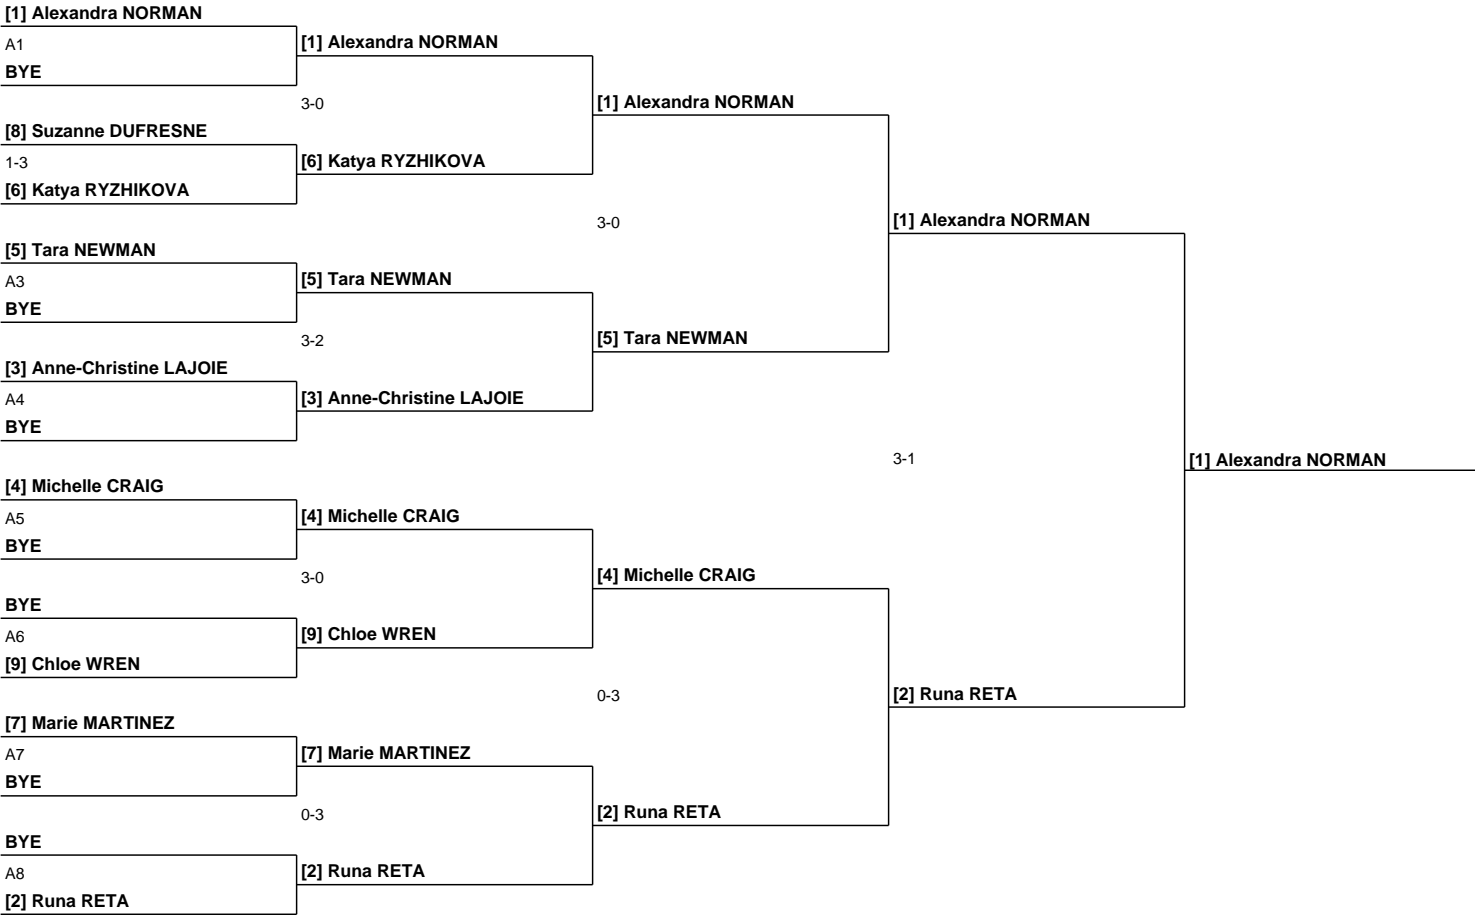 [1] Alexandra NORMAN
A1
BYE
[8] Suzanne DUFRESNE
1-3
[6] Katya RYZHIKOVA
[5] Tara NEWMAN
A3
BYE
[3] Anne-Christine LAJOIE
A4
BYE
[4] Michelle CRAIG
A5
BYE
BYE
A6
[9] Chloe WREN
[7] Marie MARTINEZ
A7
BYE
BYE
A8
[2] Runa RETA
[1] Alexandra NORMAN
3-0
[6] Katya RYZHIKOVA
[5] Tara NEWMAN
3-2
[3] Anne-Christine LAJOIE
[4] Michelle CRAIG
3-0
[9] Chloe WREN
[7] Marie MARTINEZ
0-3
[2] Runa RETA
[1] Alexandra NORMAN
3-0
[5] Tara NEWMAN
[4] Michelle CRAIG
0-3
[2] Runa RETA
[1] Alexandra NORMAN
3-1
[2] Runa RETA
[1] Alexandra NORMAN